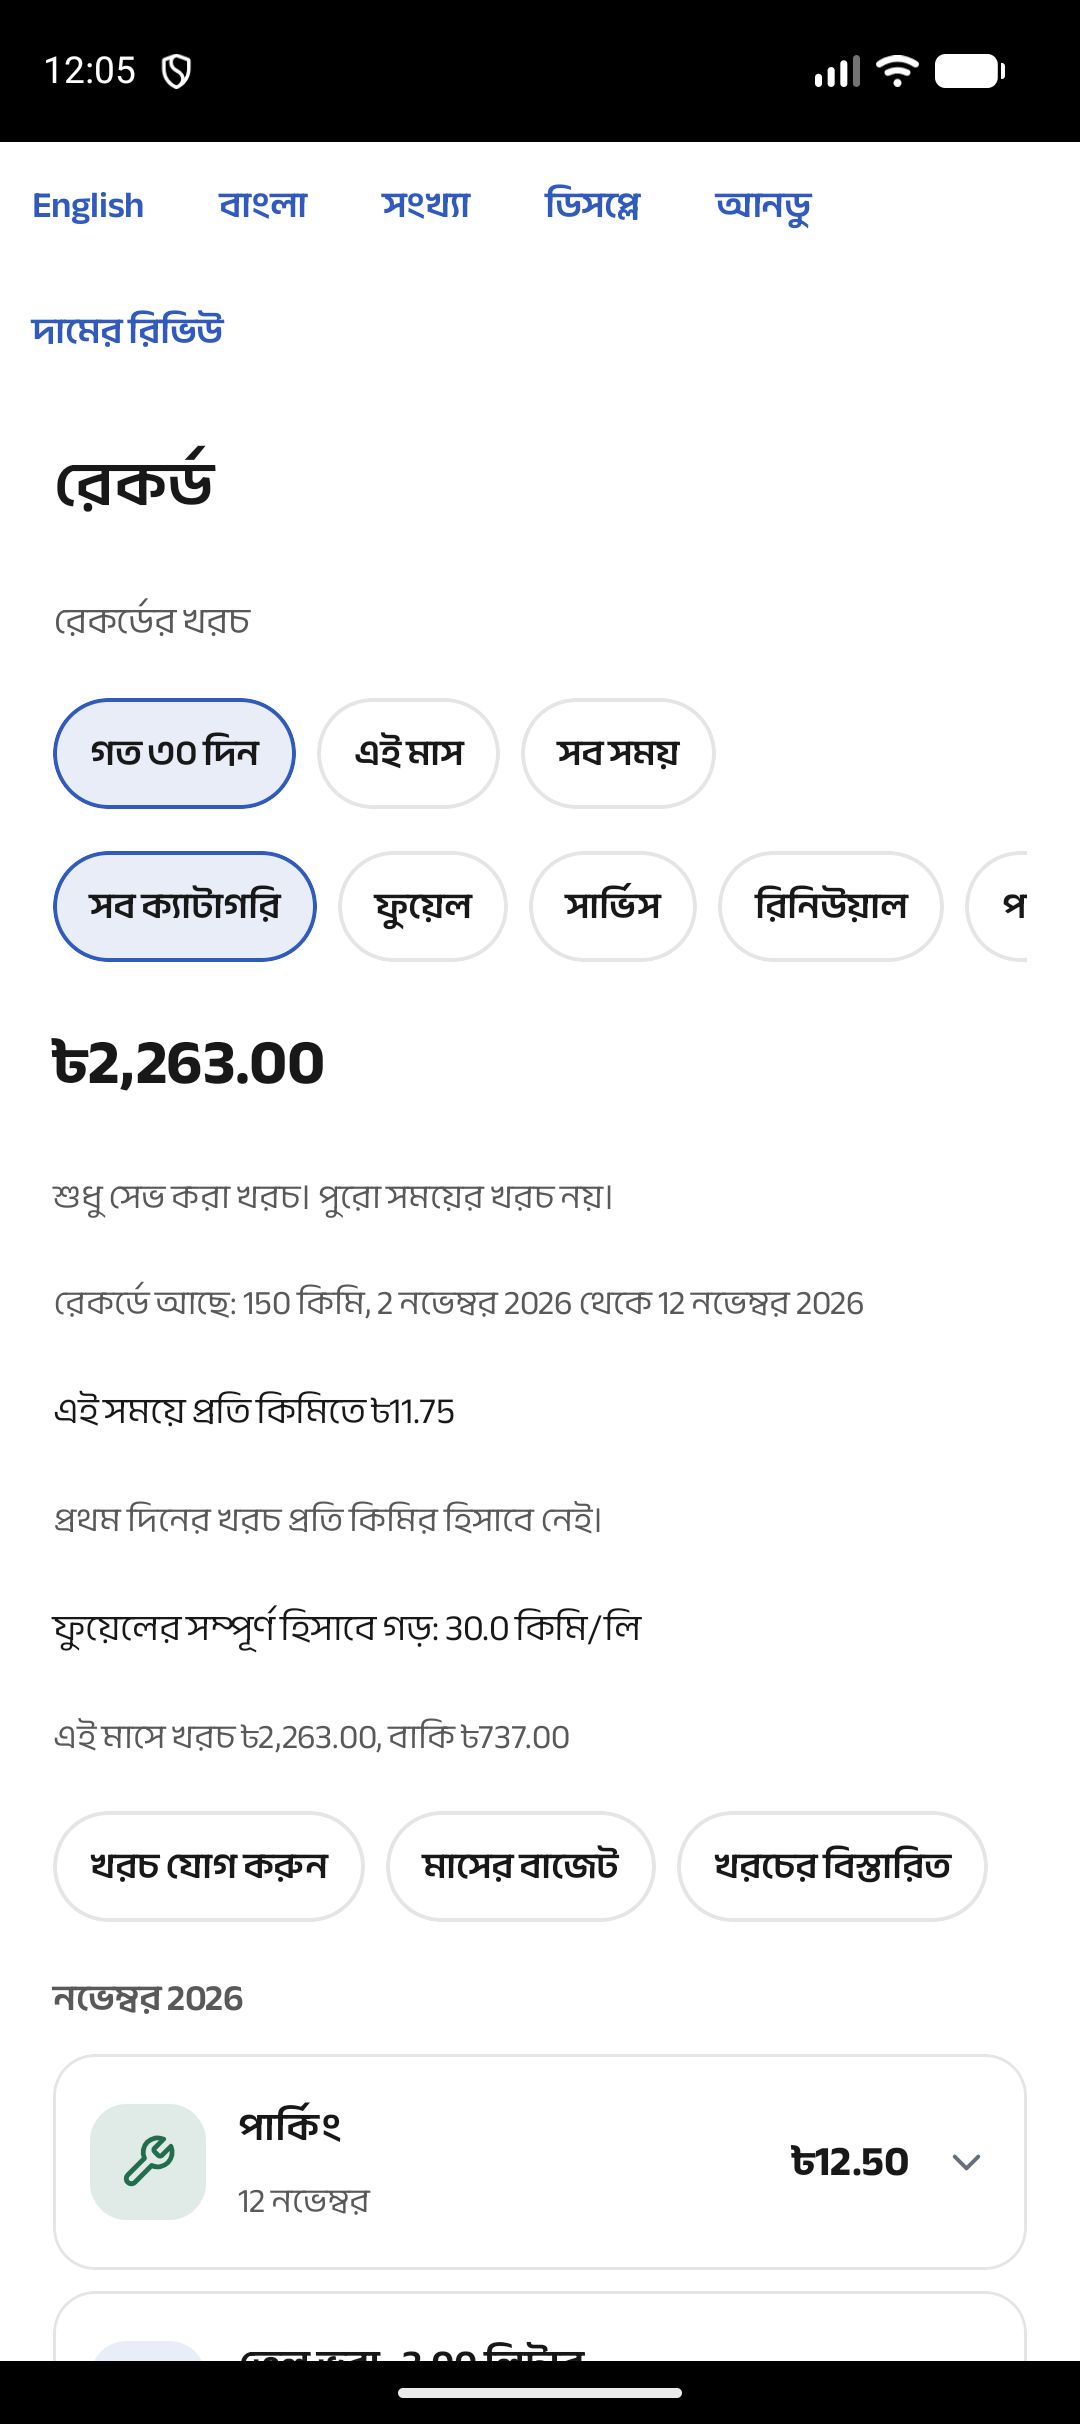 12:05
English বাংলা সংখ্যা ডিসপ্লে আনডু
দামের রিভিউ
রেকর্ড
রেকর্ডের খরচ
গত ৩০ দিন এই মাস সব সময়
সব ক্যাটাগরি ফুয়েল সার্ভিস রিনিউয়াল প
৳2,263.00
শুধু সেভ করা খরচ। পুরো সময়ের খরচ নয়।
রেকর্ডে আছে: 150 কিমি, 2 নভেম্বর 2026 থেকে 12 নভেম্বর 2026
এই সময়ে প্রতি কিমিতে ৳11.75
প্রথম দিনের খরচ প্রতি কিমির হিসাবে নেই।
ফুয়েলের সম্পূর্ণ হিসাবে গড়: 30.0 কিমি/লি
এই মাসে খরচ ৳2,263.00, বাকি ৳737.00
খরচ যোগ করুন মাসের বাজেট খরচের বিস্তারিত
নভেম্বর 2026
পার্কিং
৳12.50
12 নভেম্বর